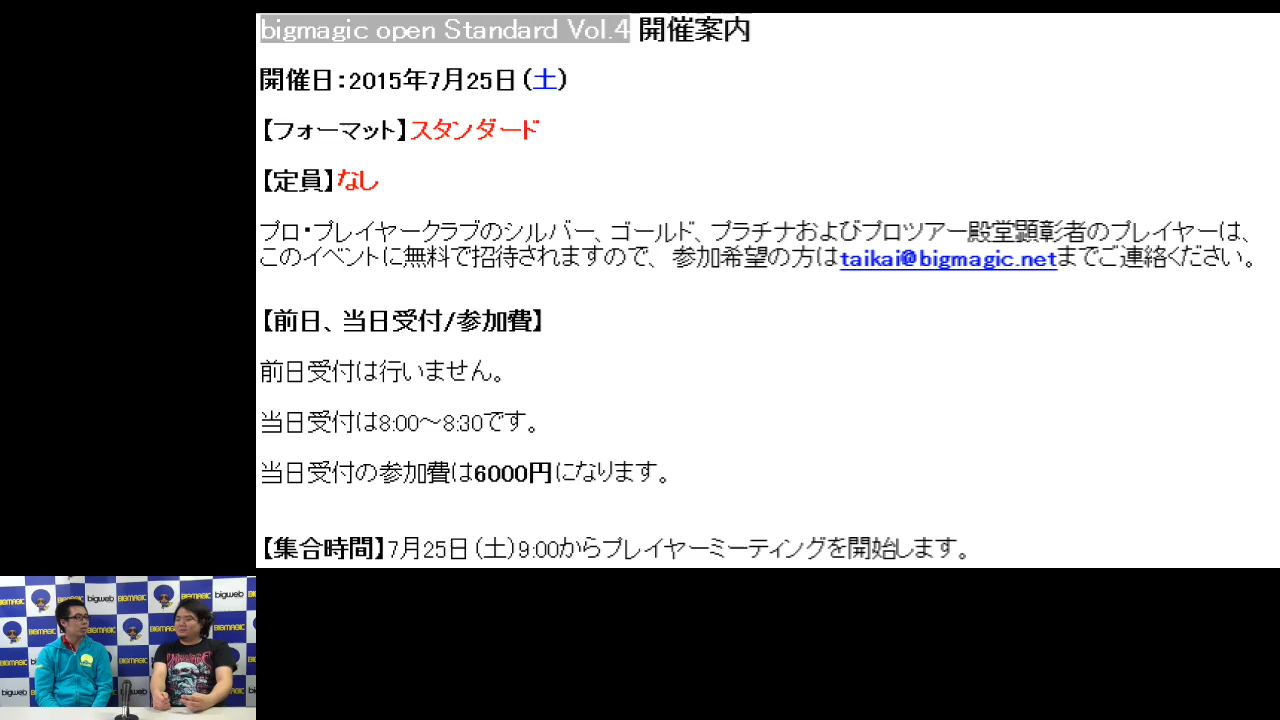 bigmagic open Standard Vol.4 開催案内
開催日：2015年7月25日（土）
【フォーマット】スタンダード
【定員】なし
プロ・プレイヤークラブのシルバー、ゴールド、プラチナおよびプロツアー殿堂顕彰者のプレイヤーは、
このイベントに無料で招待されますので、参加希望の方はtaikai@bigmagic.netまでご連絡ください。
【前日、当日受付/参加費】
前日受付は行いません。
当日受付は8:00～8:30です。
当日受付の参加費は6000円になります。
【集合時間】7月25日（土）9:00からプレイヤーミーティングを開始します。
bigweb BIGMAGIC BIGMAGIC bigweb
BIGMAGIC
BIGMAGIC
bigweb